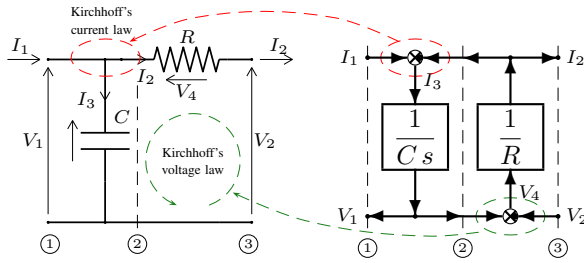 Kirchhoff's
current law
I₁
R
I₂
I₂
I₃
V₄
C
V₁
V₂
Kirchhoff's
voltage law
1
2
3
I₁
I₂
I₃
1
C s
1
R
V₄
V₁
V₂
1
2
3